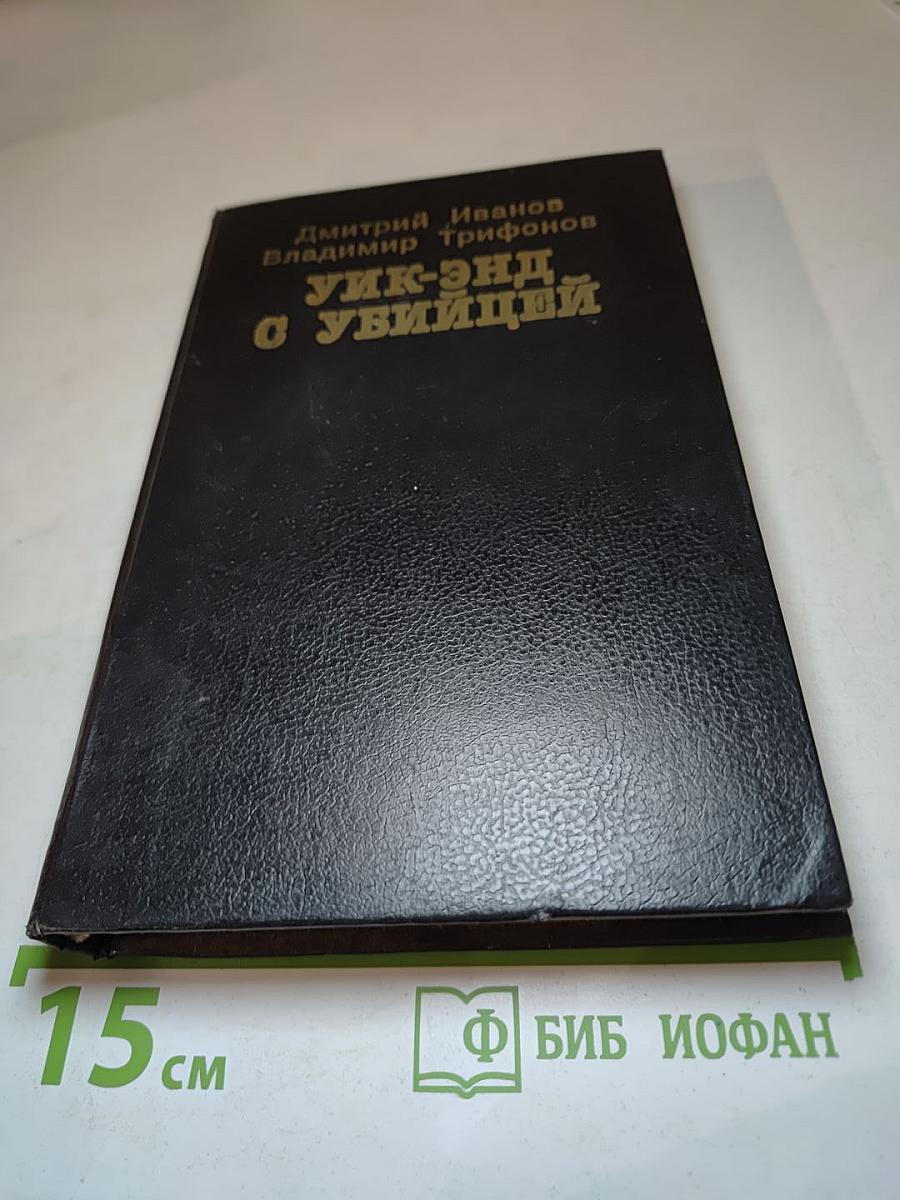 Дмитрий Иванов
Владимир Трифонов
УИК-ЭНД
С УБИЙЦЕЙ
15 см
Ф БИБ ИОФАН